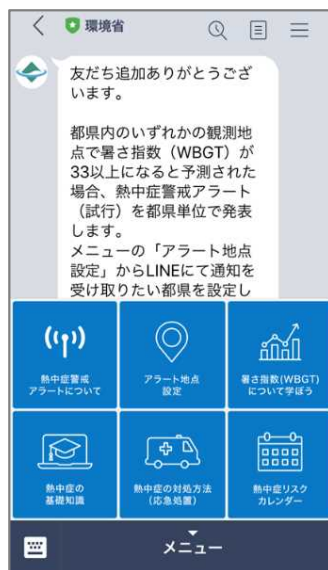 環境省
友だち追加ありがとうござ
います。
都県内のいずれかの観測地
点で暑さ指数（WBGT）が
33以上になると予測された
場合、熱中症警戒アラート
（試行）を都県単位で発表
します。
メニューの「アラート地点
設定」からLINEにて通知を
受け取りたい都県を設定し
熱中症警戒
アラートについて
アラート地点
設定
暑さ指数(WBGT)
について学ぼう
熱中症の
基礎知識
熱中症の対処方法
（応急処置）
熱中症リスク
カレンダー
メニュー